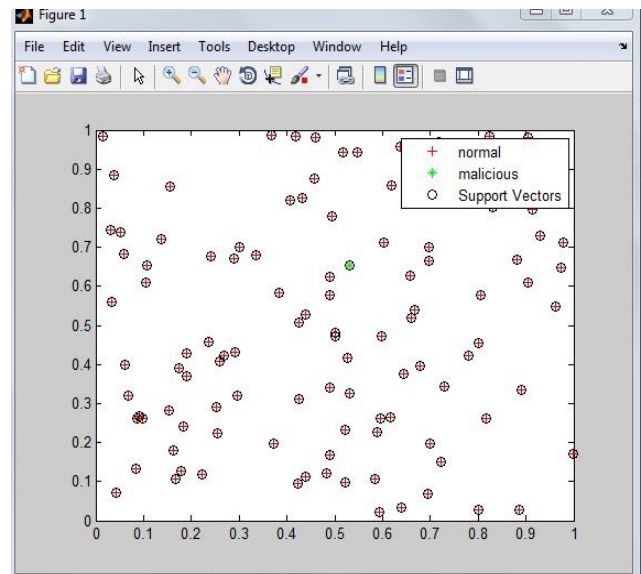 Figure 1
File Edit View Insert Tools Desktop Window Help
normal
malicious
Support Vectors
1
0.9
0.8
0.7
0.6
0.5
0.4
0.3
0.2
0.1
0
0 0.1 0.2 0.3 0.4 0.5 0.6 0.7 0.8 0.9 1